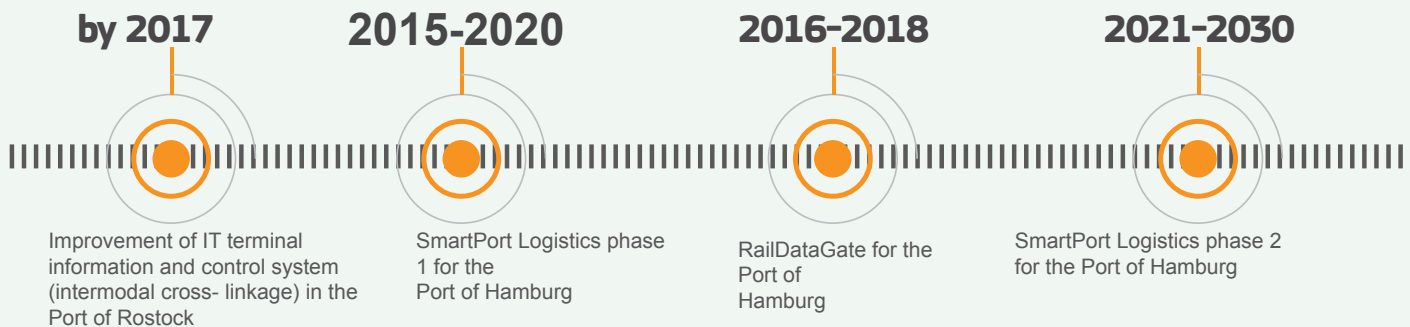 by 2017
Improvement of IT terminal
information and control system
(intermodal cross- linkage) in the
Port of Rostock
2015-2020
SmartPort Logistics phase
1 for the
Port of Hamburg
2016-2018
RailDataGate for the
Port of
Hamburg
2021-2030
SmartPort Logistics phase 2
for the Port of Hamburg